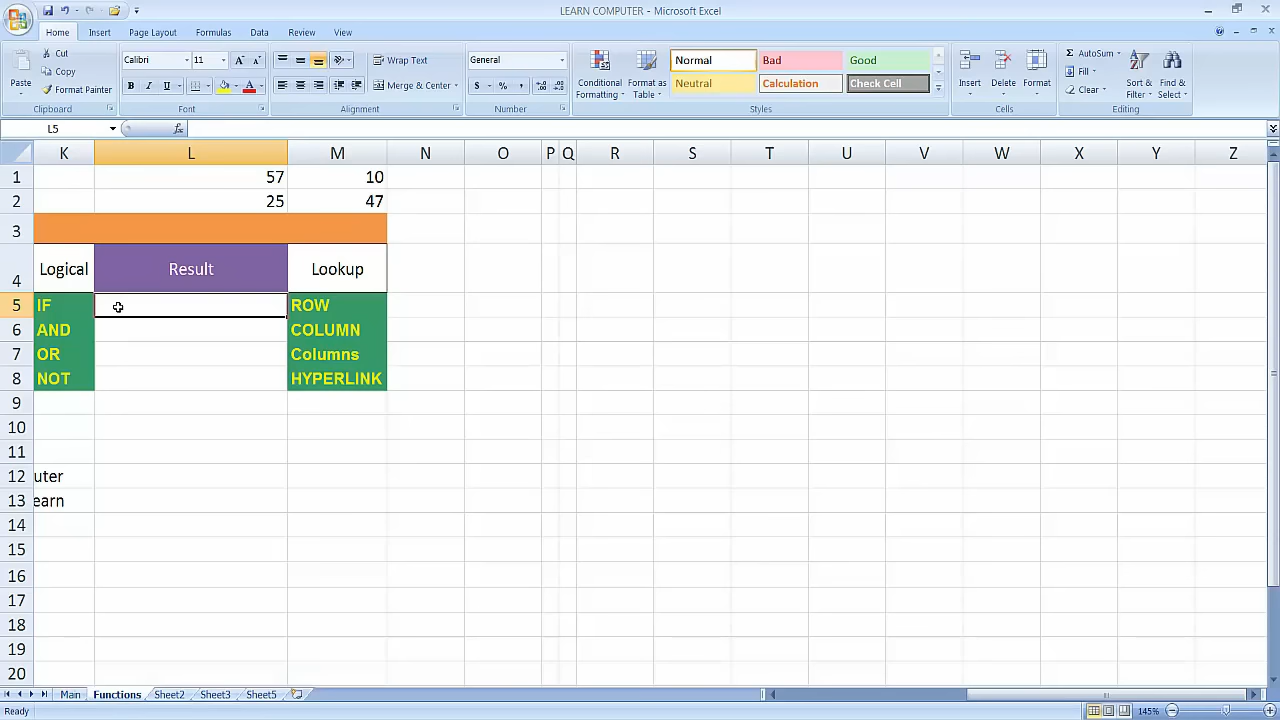 LEARN COMPUTER - Microsoft Excel
Home Insert Page Layout Formulas Data Review View
Paste Cut Copy Format Painter Clipboard
Calibri 11 B I U A A A Font
Wrap Text Merge & Center Alignment
General $ % , Number
Conditional Formatting Format as Table Normal Bad Good Neutral Calculation Check Cell Styles
Insert Delete Format Cells
Σ AutoSum Fill Clear Sort & Filter Find & Select Editing
L5 fx
K L M N O P Q R S T U V W X Y Z
1 57 10
2 25 47
3
4 Logical Result Lookup
5 IF ROW
6 AND COLUMN
7 OR Columns
8 NOT HYPERLINK
9
10
11
12 uter
13 earn
14
15
16
17
18
19
20
Main Functions Sheet2 Sheet3 Sheet5
Ready 145%